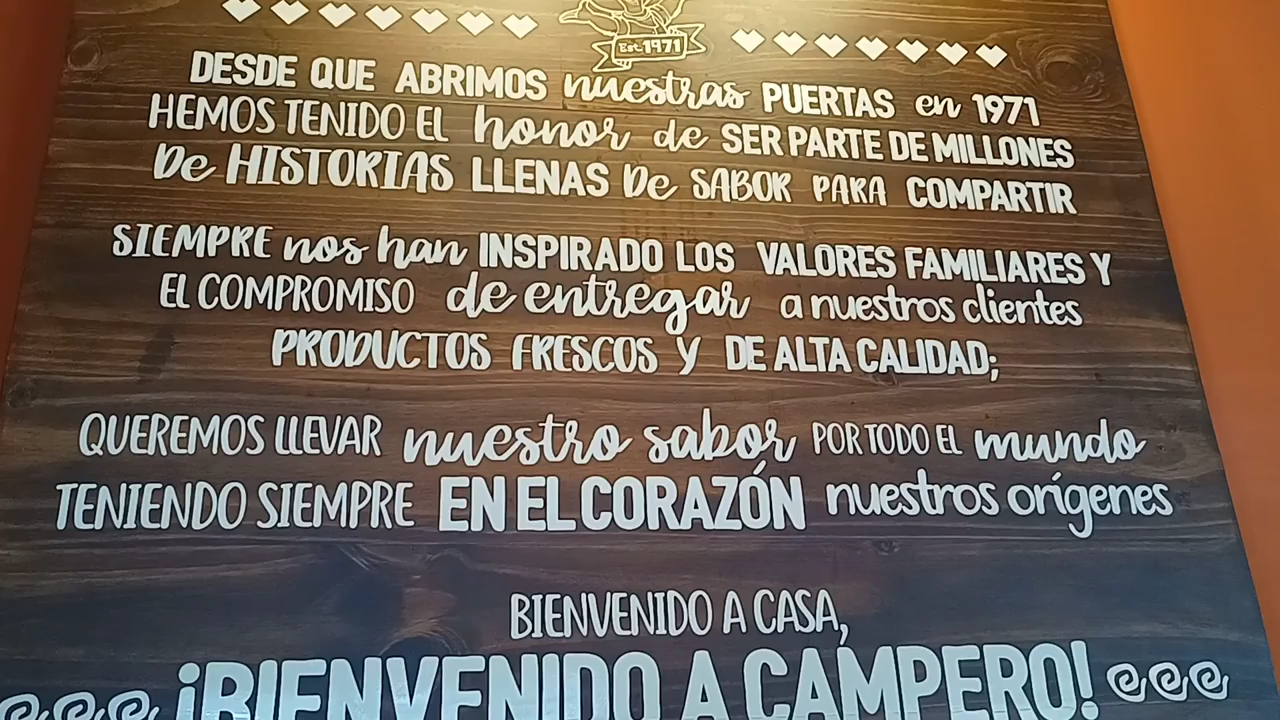 Est. 1971
DESDE QUE ABRIMOS nuestras PUERTAS en 1971
HEMOS TENIDO EL honor de SER PARTE DE MILLONES
De HISTORIAS LLENAS De SABOR PARA COMPARTIR
SIEMPRE nos han INSPIRADO LOS VALORES FAMILIARES Y
EL COMPROMISO de entregar a nuestros clientes
PRODUCTOS FRESCOS Y DE ALTA CALIDAD;
QUEREMOS LLEVAR nuestro sabor POR TODO EL mundo
TENIENDO SIEMPRE EN EL CORAZÓN nuestros orígenes
BIENVENIDO A CASA,
¡BIENVENIDO A CAMPERO!